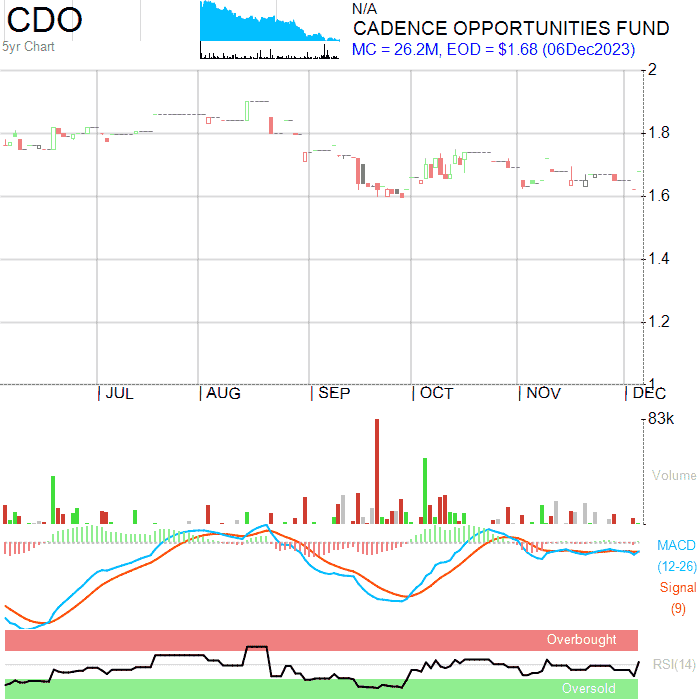 CDO
5yr Chart
N/A
CADENCE OPPORTUNITIES FUND
MC = 26.2M, EOD = $1.68 (06Dec2023)
2
1.8
1.6
1.4
1.2
1
JUL
AUG
SEP
OCT
NOV
DEC
83k
Volume
MACD
(12-26)
Signal
(9)
Overbought
RSI(14)
Oversold